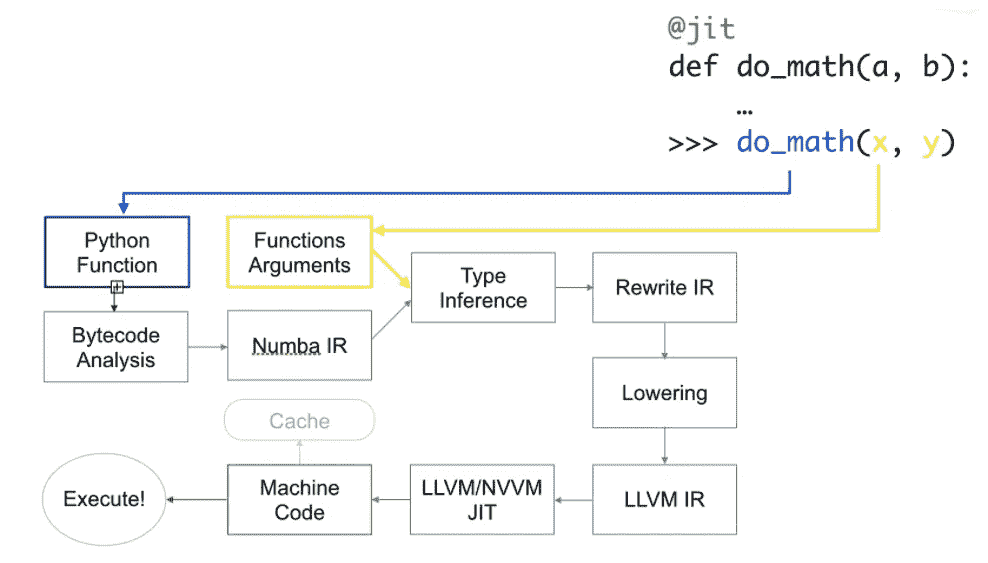 @jit
def do_math(a, b):
…
>>> do_math(x, y)
Python
Function
Functions
Arguments
Type
Inference
Rewrite IR
Bytecode
Analysis
Numba IR
Lowering
Cache
Execute!
Machine
Code
LLVM/NVVM
JIT
LLVM IR